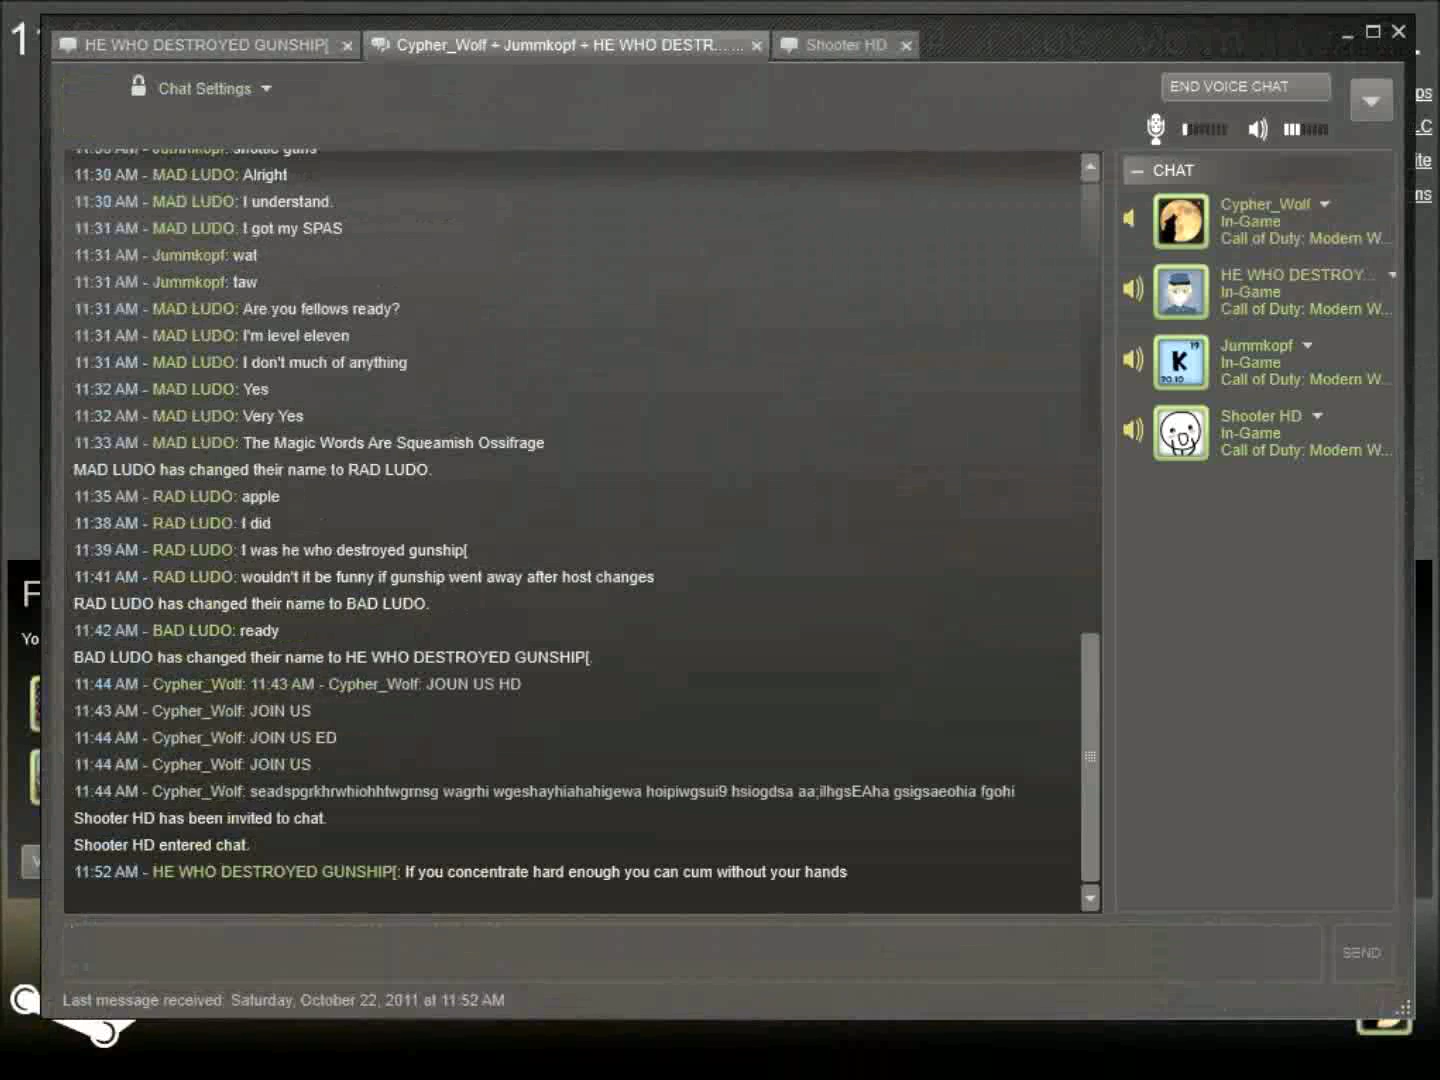 HE WHO DESTROYED GUNSHIP[
Cypher_Wolf + Jummkopf + HE WHO DESTR... ...
Shooter HD
Chat Settings
END VOICE CHAT
Jummkopf: shottie guns
11:30 AM - MAD LUDO: Alright
11:30 AM - MAD LUDO: I understand.
11:31 AM - MAD LUDO: I got my SPAS
11:31 AM - Jummkopf: wat
11:31 AM - Jummkopf: taw
11:31 AM - MAD LUDO: Are you fellows ready?
11:31 AM - MAD LUDO: I'm level eleven
11:31 AM - MAD LUDO: I don't much of anything
11:32 AM - MAD LUDO: Yes
11:32 AM - MAD LUDO: Very Yes
11:33 AM - MAD LUDO: The Magic Words Are Squeamish Ossifrage
MAD LUDO has changed their name to RAD LUDO.
11:35 AM - RAD LUDO: apple
11:38 AM - RAD LUDO: I did
11:39 AM - RAD LUDO: I was he who destroyed gunship[
11:41 AM - RAD LUDO: wouldn't it be funny if gunship went away after host changes
RAD LUDO has changed their name to BAD LUDO.
11:42 AM - BAD LUDO: ready
BAD LUDO has changed their name to HE WHO DESTROYED GUNSHIP[.
11:44 AM - Cypher_Wolf: 11:43 AM - Cypher_Wolf: JOUN US HD
11:43 AM - Cypher_Wolf: JOIN US
11:44 AM - Cypher_Wolf: JOIN US ED
11:44 AM - Cypher_Wolf: JOIN US
11:44 AM - Cypher_Wolf: seadspgrkhrwhiohhtwgrnsg wagrhi wgeshayhiahahigewa hoipiwgsui9 hsiogdsa aa;ilhgsEAha gsigsaeohia fgohi
Shooter HD has been invited to chat.
Shooter HD entered chat.
11:52 AM - HE WHO DESTROYED GUNSHIP[: If you concentrate hard enough you can cum without your hands
CHAT
Cypher_Wolf
In-Game
Call of Duty: Modern W...
HE WHO DESTROY...
In-Game
Call of Duty: Modern W...
K
19
Jummkopf
In-Game
Call of Duty: Modern W...
Shooter HD
In-Game
Call of Duty: Modern W...
SEND
Last message received: Saturday, October 22, 2011 at 11:52 AM